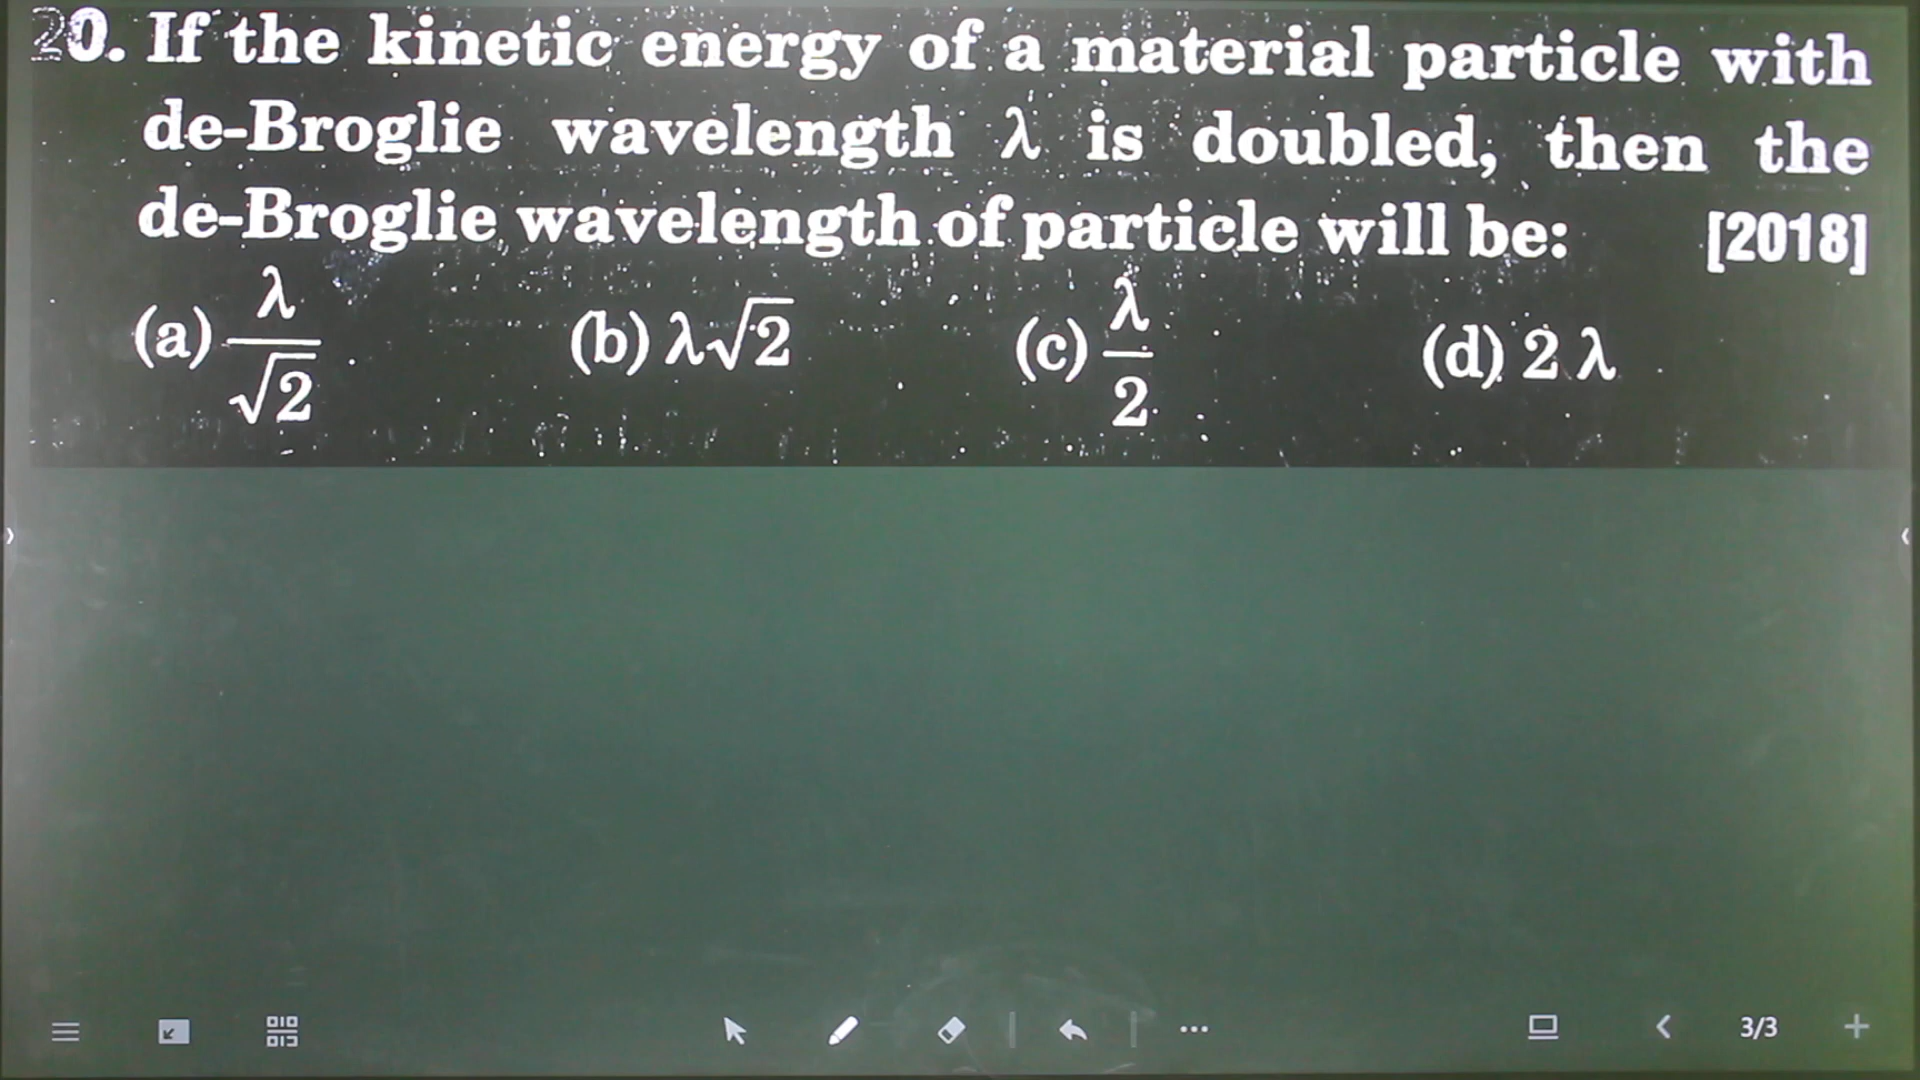 20. If the kinetic energy of a material particle with
de-Broglie wavelength λ is doubled, then the
de-Broglie wavelength of particle will be: [2018]
(a) λ/√2 (b) λ√2 (c) λ/2 (d) 2 λ
3/3